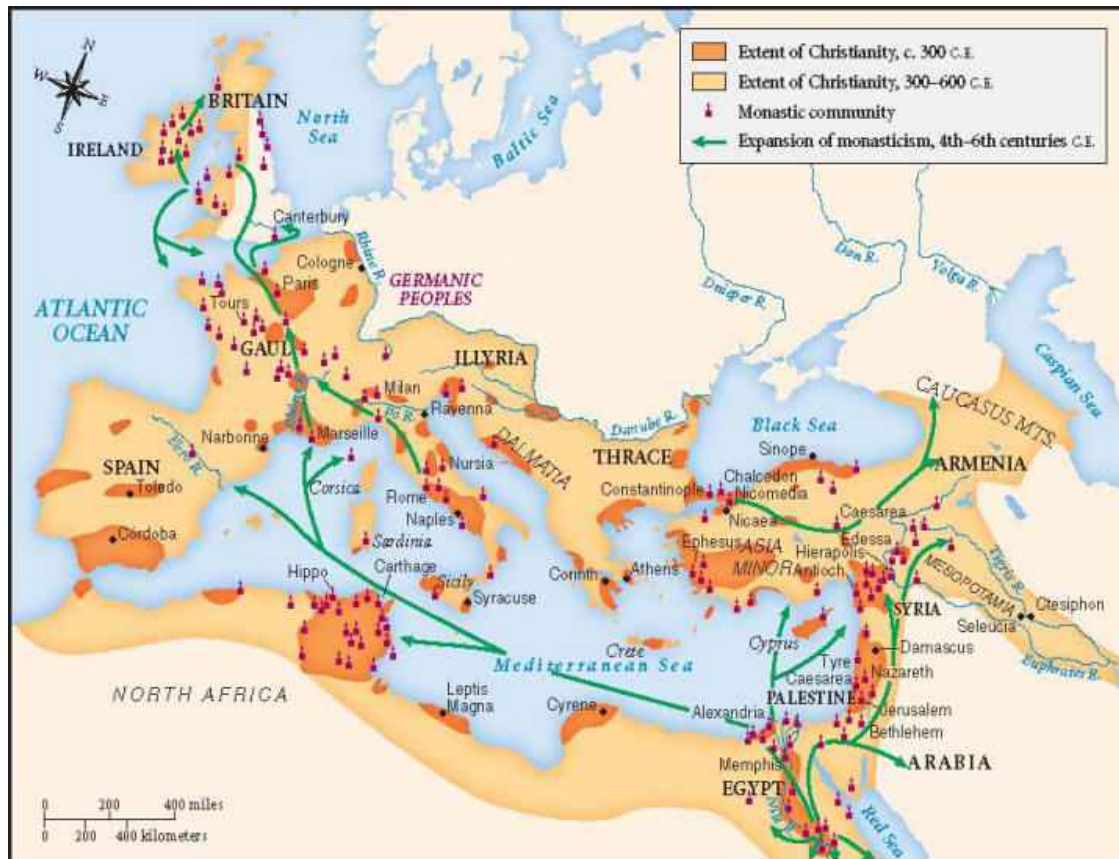 Extent of Christianity, c. 300 C.E.
Extent of Christianity, 300–600 C.E.
Monastic community
Expansion of monasticism, 4th–6th centuries C.E.
N
W
E
S
BRITAIN
North
Sea
Baltic Sea
IRELAND
Canterbury
Cologne
Rhine R.
GERMANIC
PEOPLES
Paris
Don R.
Volga R.
Dnieper R.
ATLANTIC
OCEAN
Tours
GAUL
ILLYRIA
Caspian Sea
Milan
Po R.
Ravenna
Danube R.
Black Sea
CAUCASUS MTS.
Narbonne
Marseille
Ebro R.
DALMATIA
Sinope
SPAIN
Nursia
THRACE
Chalcedon
ARMENIA
Toledo
Corsica
Rome
Constantinople
Nicomedia
Naples
Nicaea
Caesarea
Córdoba
Sardinia
Ephesus
ASIA
MINOR
Edessa
Hierapolis
Antioch
Tigris R.
Carthage
Hippo
Sicily
Corinth
Athens
MESOPOTAMIA
Ctesiphon
Syracuse
SYRIA
Seleucia
Crete
Cyprus
Damascus
Euphrates R.
Mediterranean Sea
Tyre
Caesarea
Nazareth
NORTH AFRICA
PALESTINE
Leptis
Magna
Cyrene
Alexandria
Jerusalem
Bethlehem
Memphis
ARABIA
EGYPT
Nile R.
Red Sea
0 200 400 miles
0 200 400 kilometers